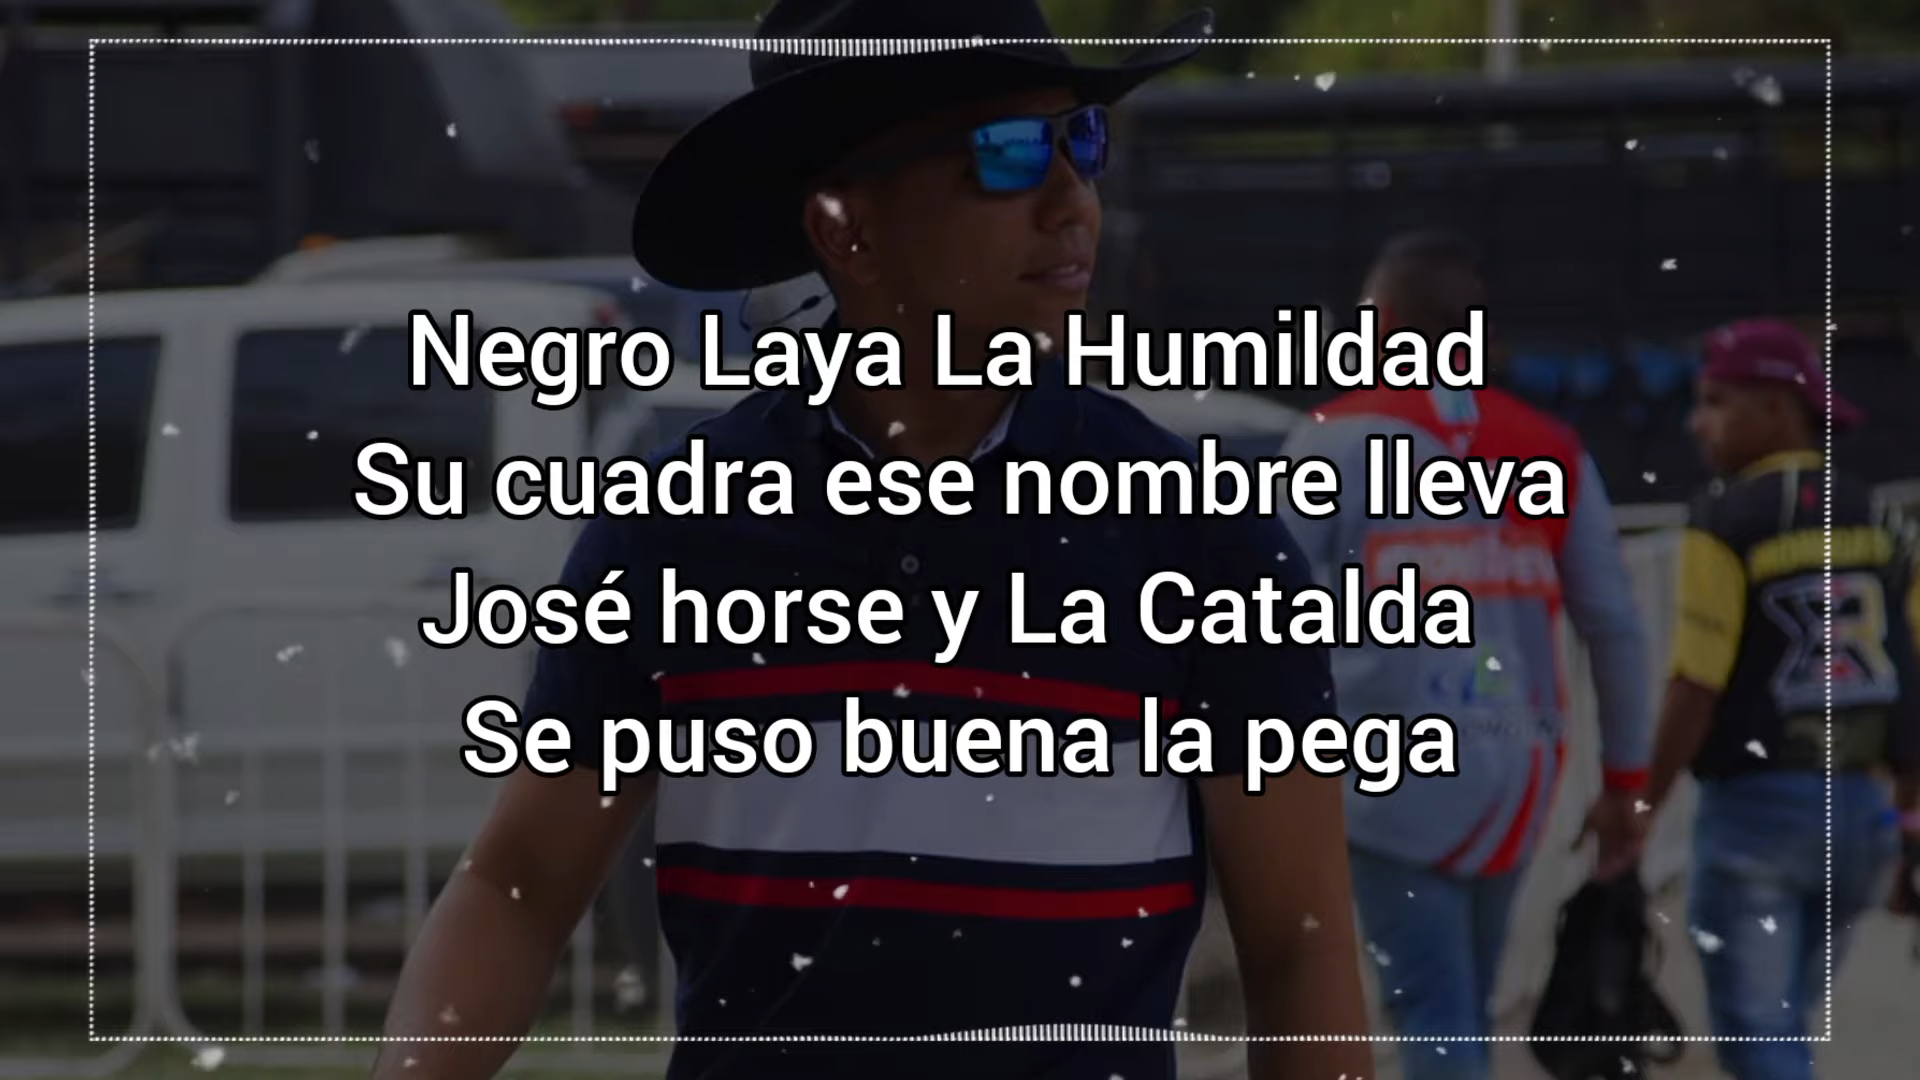 Negro Laya La Humildad
Su cuadra ese nombre lleva
José horse y La Catalda
Se puso buena la pega